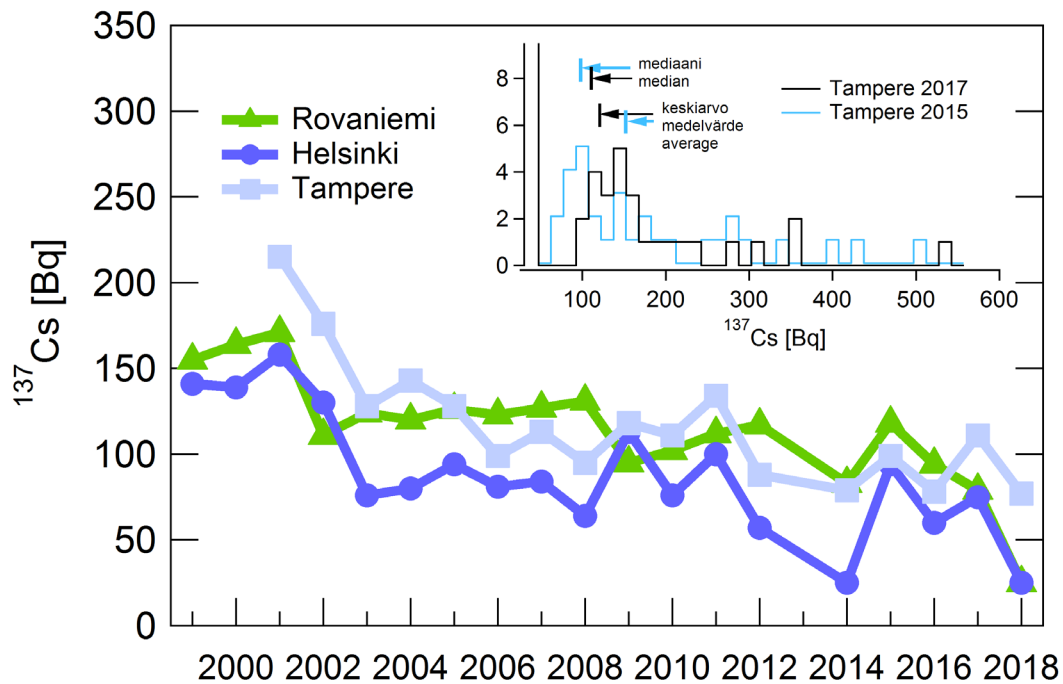 350
300
250
200
150
100
50
0
¹³⁷Cs [Bq]
Rovaniemi
Helsinki
Tampere
8
6
4
2
0
mediaani
median
keskiarvo
medelvärde
average
Tampere 2017
Tampere 2015
100 200 300 400 500 600
¹³⁷Cs [Bq]
2000 2002 2004 2006 2008 2010 2012 2014 2016 2018